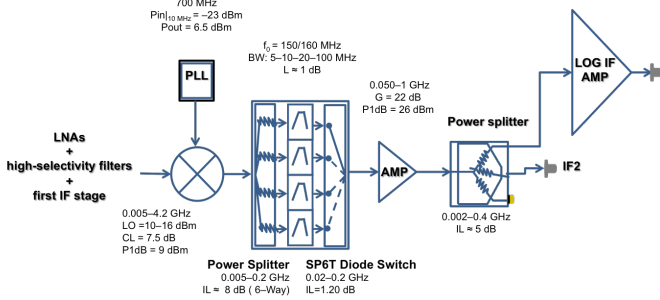 700 MHz
Pin|10 MHz = –23 dBm
Pout = 6.5 dBm
PLL
f0 = 150/160 MHz
BW: 5–10–20–100 MHz
L ≈ 1 dB
0.050–1 GHz
G = 22 dB
P1dB = 26 dBm
LOG IF
AMP
Power splitter
LNAs
+
high-selectivity filters
+
first IF stage
AMP
IF2
0.005–4.2 GHz
LO =10–16 dBm
CL = 7.5 dB
P1dB = 9 dBm
0.002–0.4 GHz
IL ≈ 5 dB
Power Splitter
0.005–0.2 GHz
IL ≈ 8 dB ( 6–Way)
SP6T Diode Switch
0.02–0.2 GHz
IL=1.20 dB